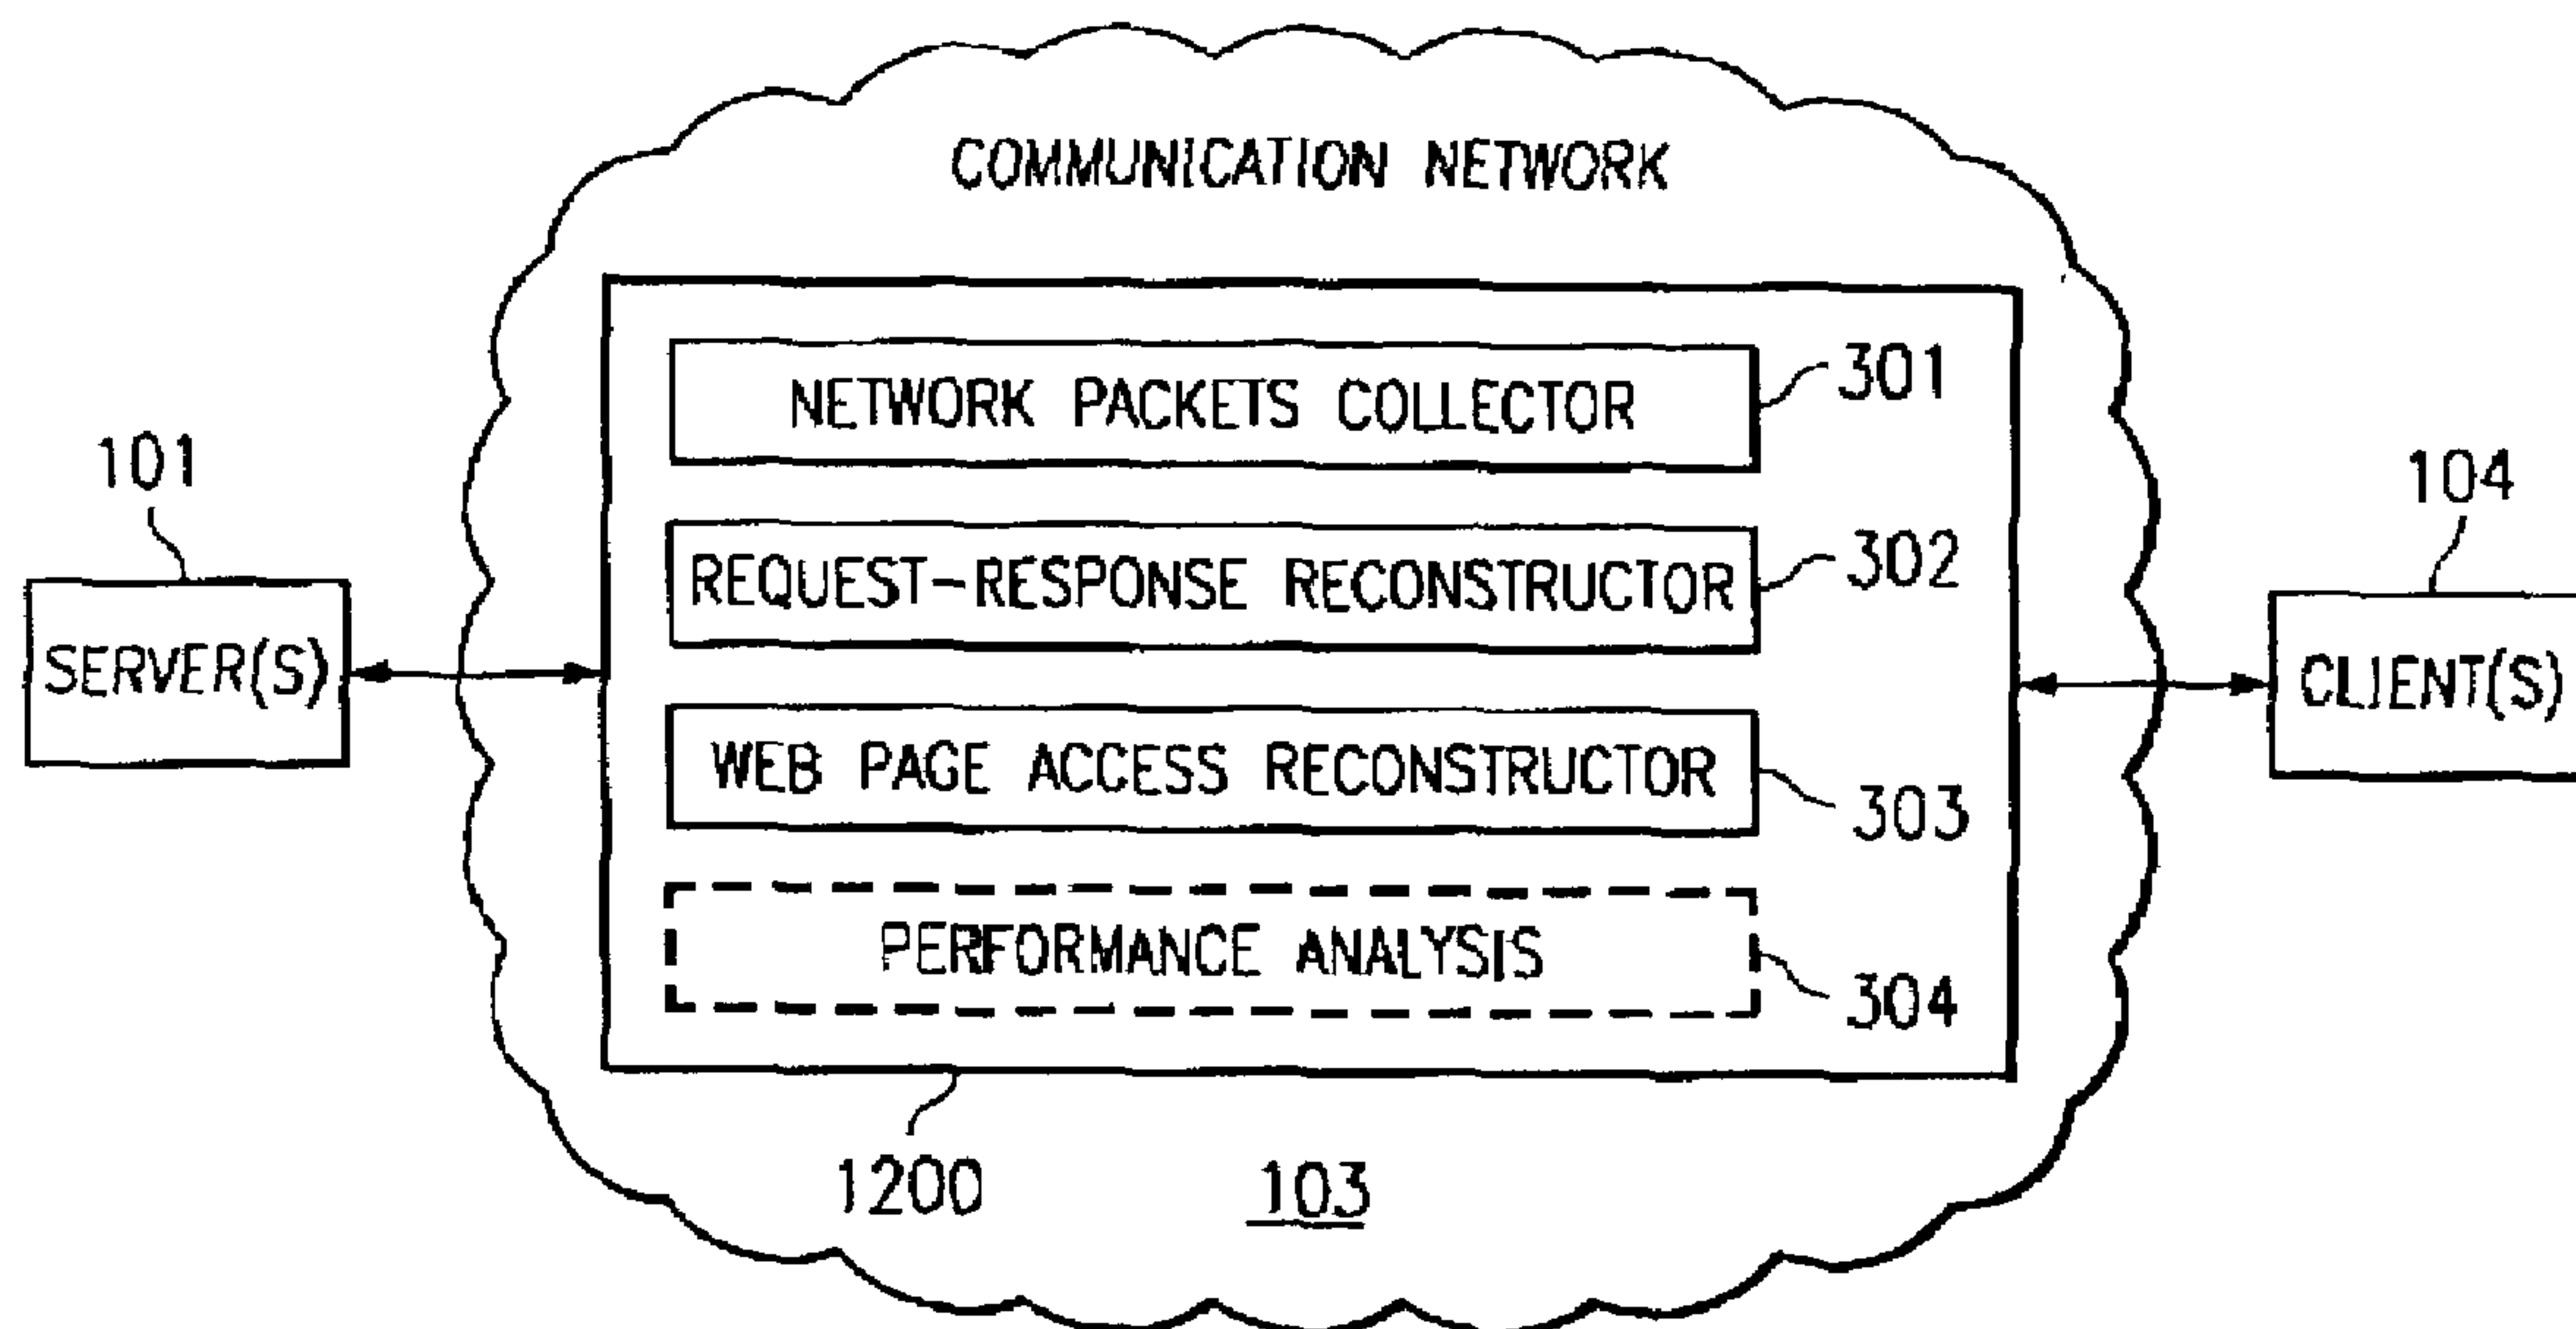 COMMUNICATION NETWORK
NETWORK PACKETS COLLECTOR
301
101
104
REQUEST-RESPONSE RECONSTRUCTOR
302
SERVER(S)
CLIENT(S)
WEB PAGE ACCESS RECONSTRUCTOR
303
PERFORMANCE ANALYSIS
304
1200
103